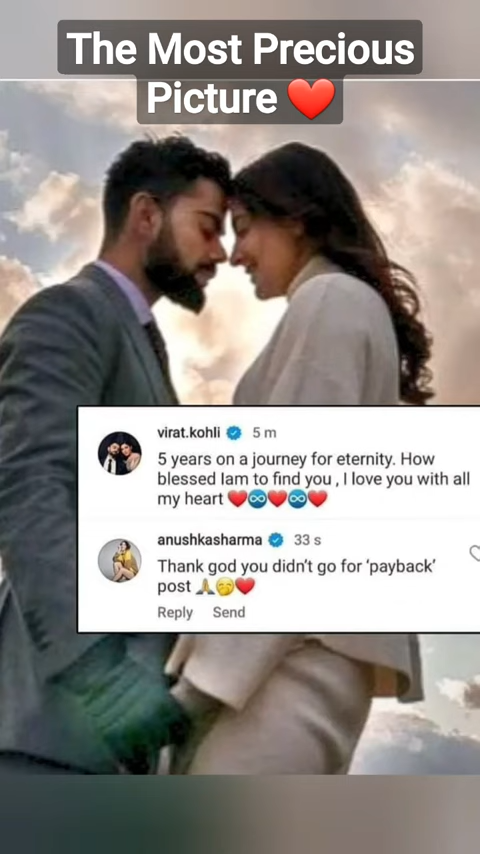 The Most Precious
Picture ❤️
virat.kohli 5 m
5 years on a journey for eternity. How
blessed Iam to find you , I love you with all
my heart ❤️♾️❤️♾️❤️
anushkasharma 33 s
Thank god you didn’t go for ‘payback’
post 🙏🤭❤️
Reply Send